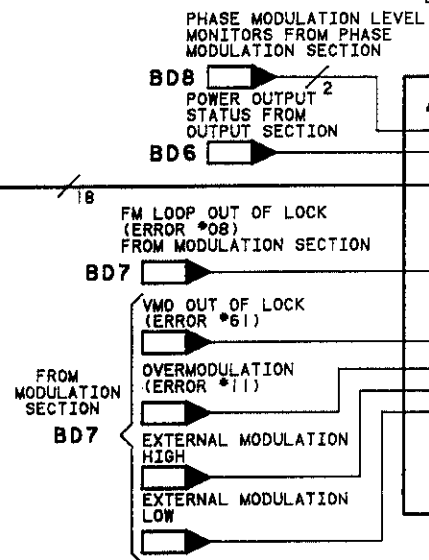 PHASE MODULATION LEVEL
MONITORS FROM PHASE
MODULATION SECTION
BD8
2
POWER OUTPUT
STATUS FROM
OUTPUT SECTION
BD6
18
FM LOOP OUT OF LOCK
(ERROR #08)
FROM MODULATION SECTION
BD7
VMO OUT OF LOCK
(ERROR #61)
OVERMODULATION
(ERROR #11)
FROM
MODULATION
SECTION
BD7
EXTERNAL MODULATION
HIGH
EXTERNAL MODULATION
LOW